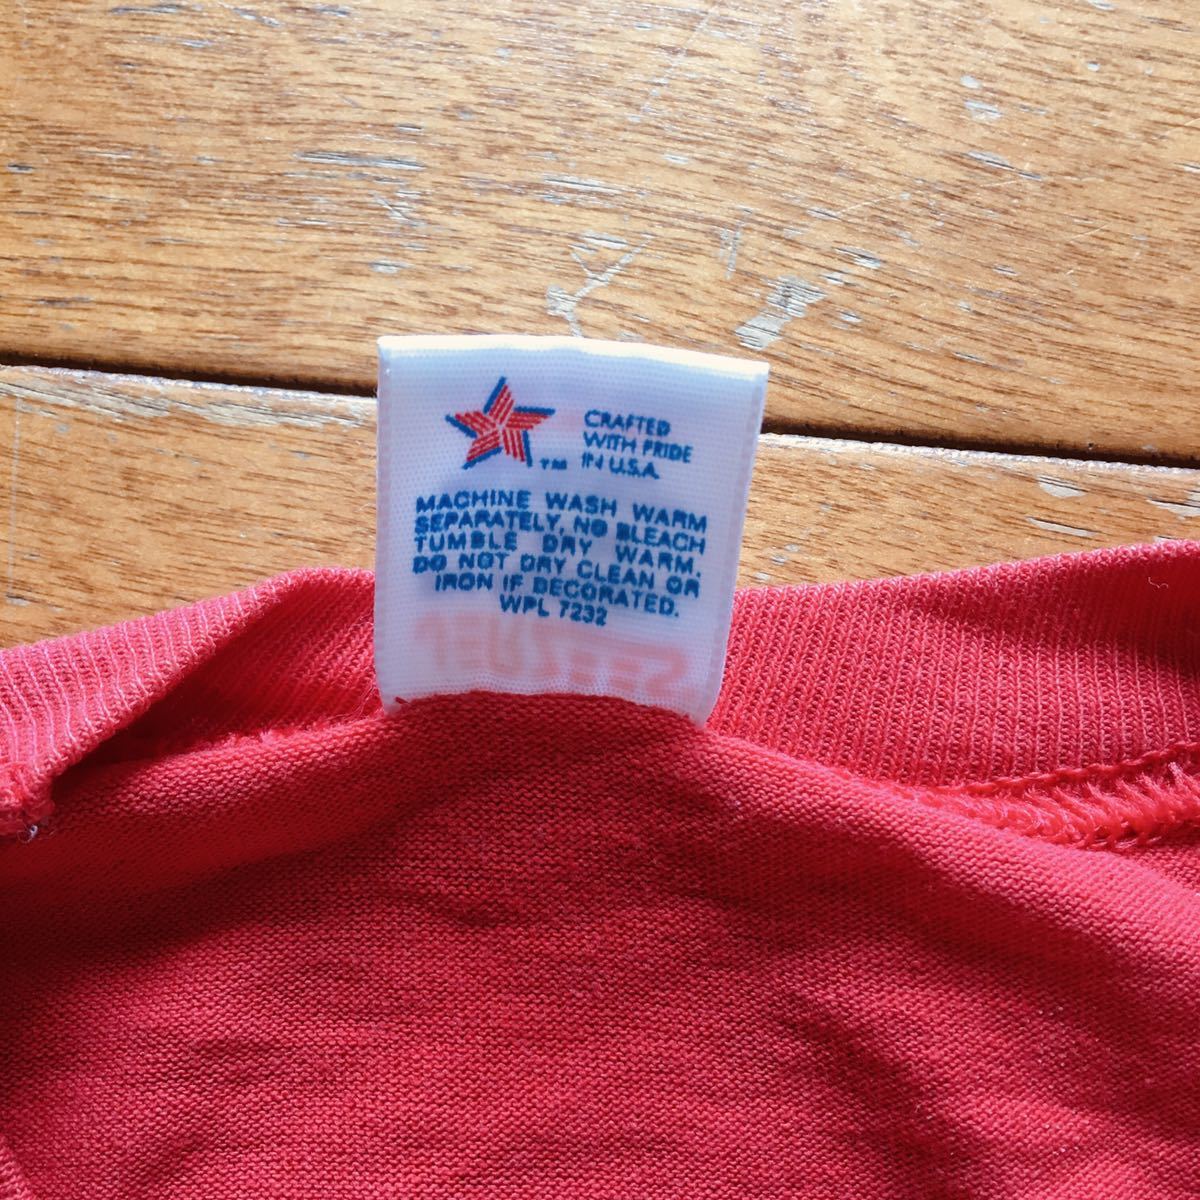 CRAFTED
WITH PRIDE
IN U.S.A.
TM
MACHINE WASH WARM
SEPARATELY, NO BLEACH
TUMBLE DRY WARM.
DO NOT DRY CLEAN OR
IRON IF DECORATED.
WPL 7232